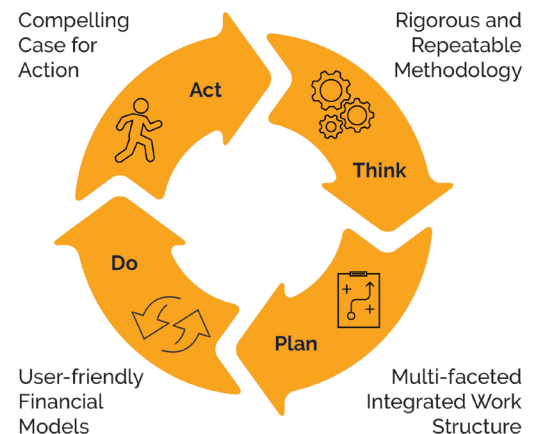 Compelling
Case for
Action
Rigorous and
Repeatable
Methodology
Act
Think
Do
Plan
User-friendly
Financial
Models
Multi-faceted
Integrated Work
Structure